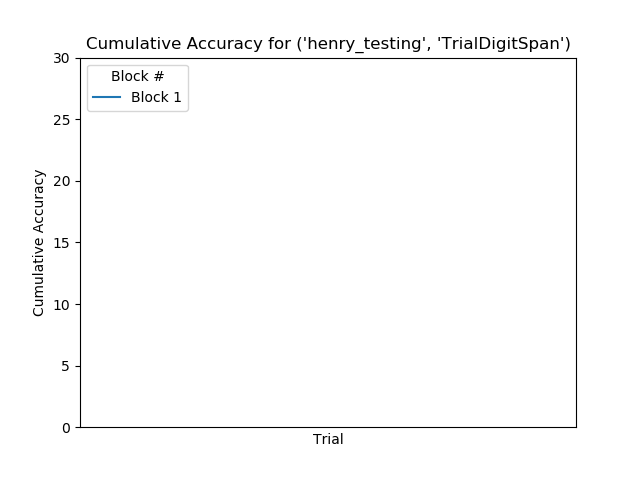 Cumulative Accuracy for ('henry_testing', 'TrialDigitSpan')
30
Block #
Block 1
25
20
15
10
5
0
Cumulative Accuracy
Trial